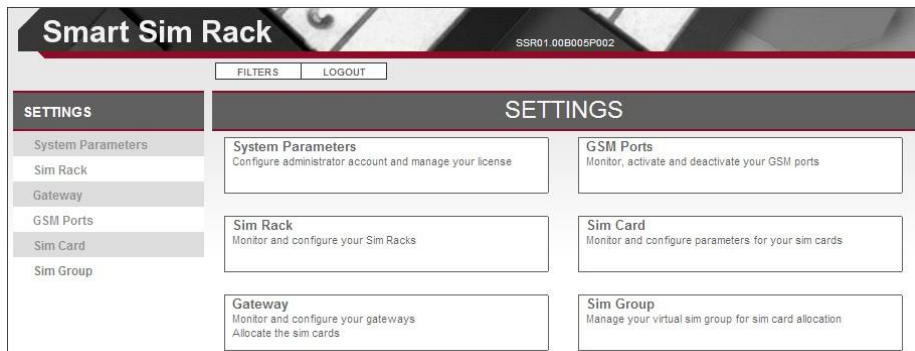 Smart Sim Rack
SSR01.00B005P002
FILTERS
LOGOUT
SETTINGS
System Parameters
Sim Rack
Gateway
GSM Ports
Sim Card
Sim Group
SETTINGS
System Parameters
Configure administrator account and manage your license
GSM Ports
Monitor, activate and deactivate your GSM ports
Sim Rack
Monitor and configure your Sim Racks
Sim Card
Monitor and configure parameters for your sim cards
Gateway
Monitor and configure your gateways
Allocate the sim cards
Sim Group
Manage your virtual sim group for sim card allocation